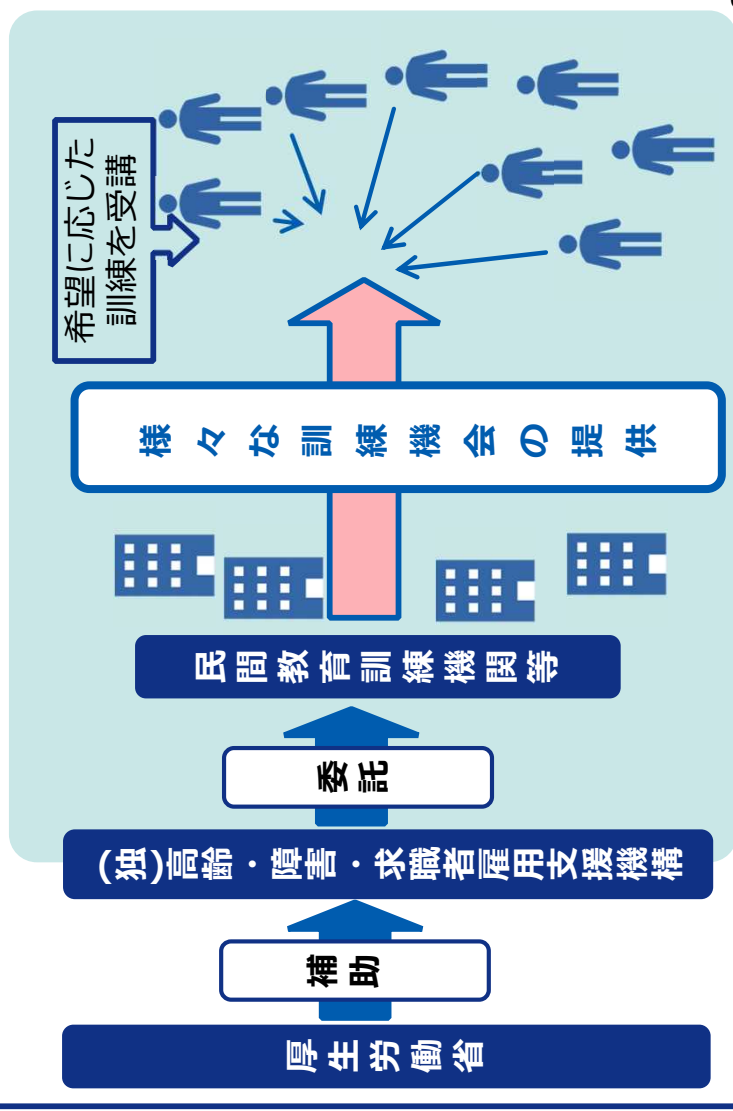 厚生労働省
補助
(独)高齢・障害・求職者雇用支援機構
委託
民間教育訓練機関等
様々な訓練機会の提供
希望に応じた
訓練を受講